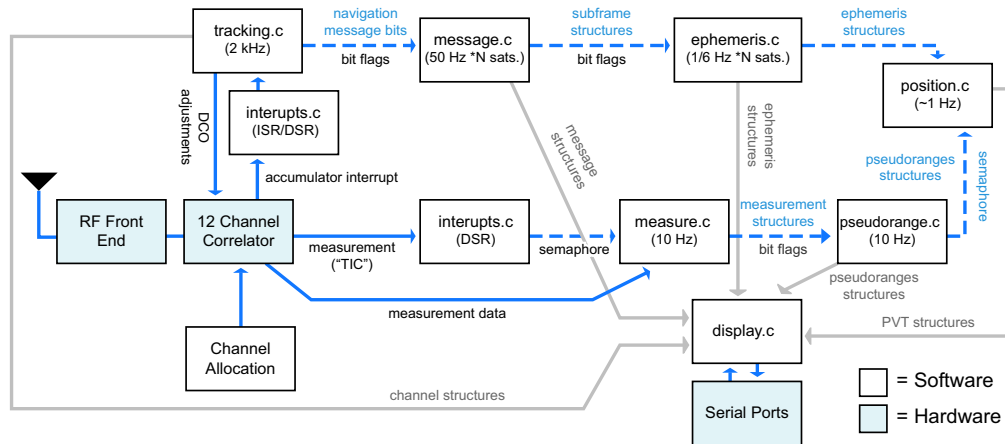 tracking.c
(2 kHz)
navigation
message bits
bit flags
message.c
(50 Hz *N sats.)
subframe
structures
bit flags
ephemeris.c
(1/6 Hz *N sats.)
ephemeris
structures
position.c
(~1 Hz)
DCO
adjustments
interupts.c
(ISR/DSR)
accumulator interrupt
message
structures
ephemeris
structures
pseudoranges
structures
semaphore
RF Front
End
12 Channel
Correlator
measurement
(“TIC”)
interupts.c
(DSR)
semaphore
measure.c
(10 Hz)
measurement
structures
bit flags
pseudorange.c
(10 Hz)
pseudoranges
structures
measurement data
Channel
Allocation
display.c
PVT structures
channel structures
Serial Ports
= Software
= Hardware